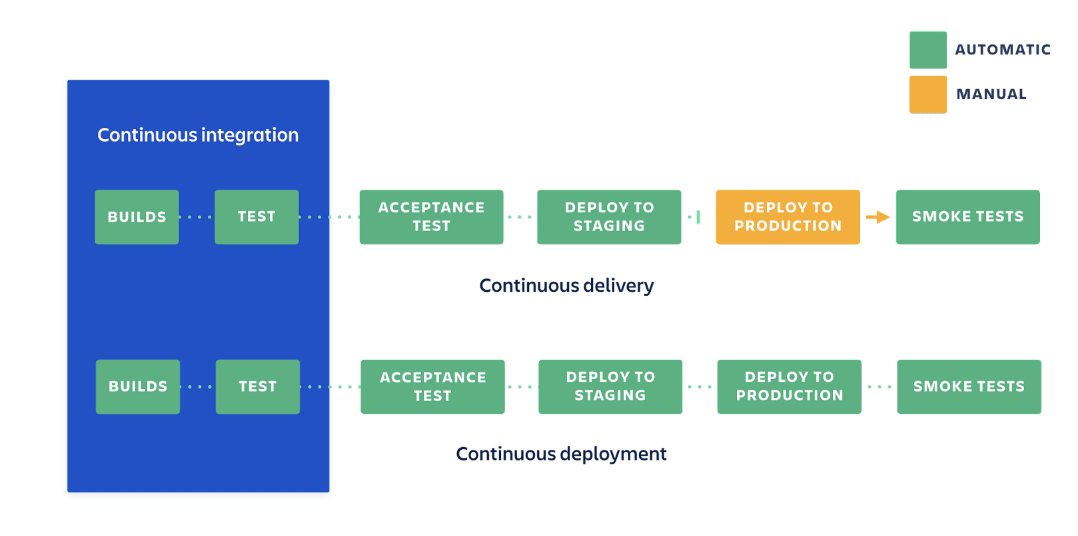 AUTOMATIC
MANUAL
Continuous integration
BUILDS
TEST
ACCEPTANCE
TEST
DEPLOY TO
STAGING
DEPLOY TO
PRODUCTION
SMOKE TESTS
Continuous delivery
BUILDS
TEST
ACCEPTANCE
TEST
DEPLOY TO
STAGING
DEPLOY TO
PRODUCTION
SMOKE TESTS
Continuous deployment